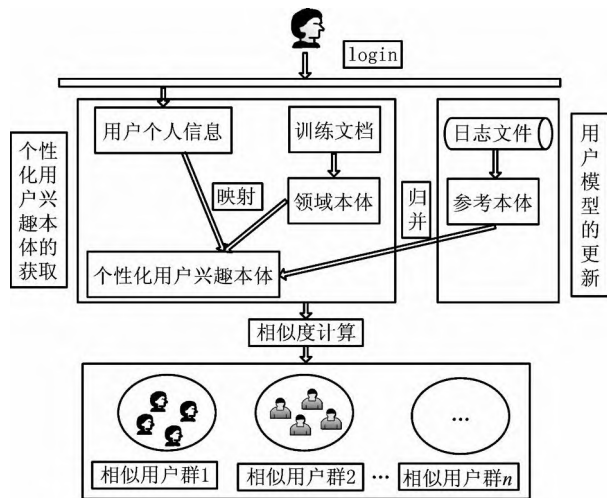 login
用户个人信息
训练文档
日志文件
个性
化用
户兴
趣本
体的
获取
映射
领域本体
归
并
参考本体
用
户
模
型
的
更
新
个性化用户兴趣本体
相似度计算
...
相似用户群1
相似用户群2
...
相似用户群n